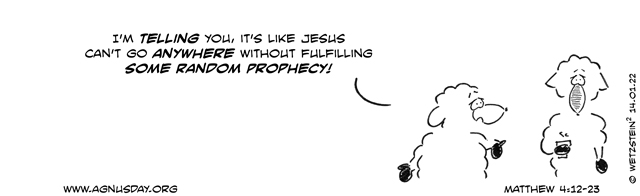 I'M TELLING YOU, IT'S LIKE JESUS
CAN'T GO ANYWHERE WITHOUT FULFILLING
SOME RANDOM PROPHECY!
WWW.AGNUSDAY.ORG
MATTHEW 4:12-23
© WETZSTEIN² 14.01.22